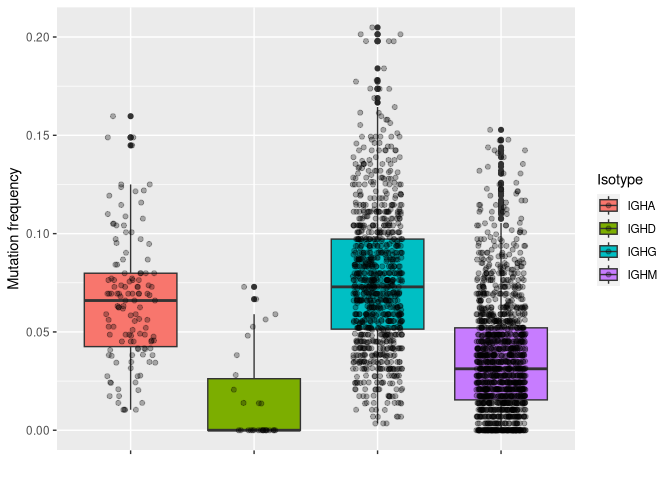 Mutation frequency
0.20
0.15
0.10
0.05
0.00
Isotype
IGHA
IGHD
IGHG
IGHM